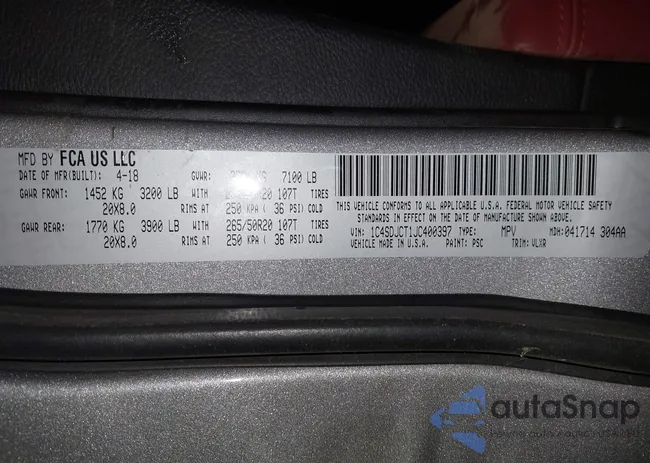 MFD BY FCA US LLC
DATE OF MFR(BUILT): 4-18 GVWR: 7100 LB
GAWR FRONT: 1452 KG 3200 LB WITH 107T TIRES
20X8.0 RIMS AT 250 KPA ( 36 PSI) COLD
GAWR REAR: 1770 KG 3900 LB WITH 265/50R20 107T TIRES
20X8.0 RIMS AT 250 KPA ( 36 PSI) COLD
THIS VEHICLE CONFORMS TO ALL APPLICABLE U.S.A. FEDERAL MOTOR VEHICLE SAFETY
STANDARDS IN EFFECT ON THE DATE OF MANUFACTURE SHOWN ABOVE.
VIN: 1C4SDJCT1JC400397 TYPE: MPV MDH: 041714 304AA
VEHICLE MADE IN U.S.A. PAINT: PSC TRIM: VLXR
autoSnap